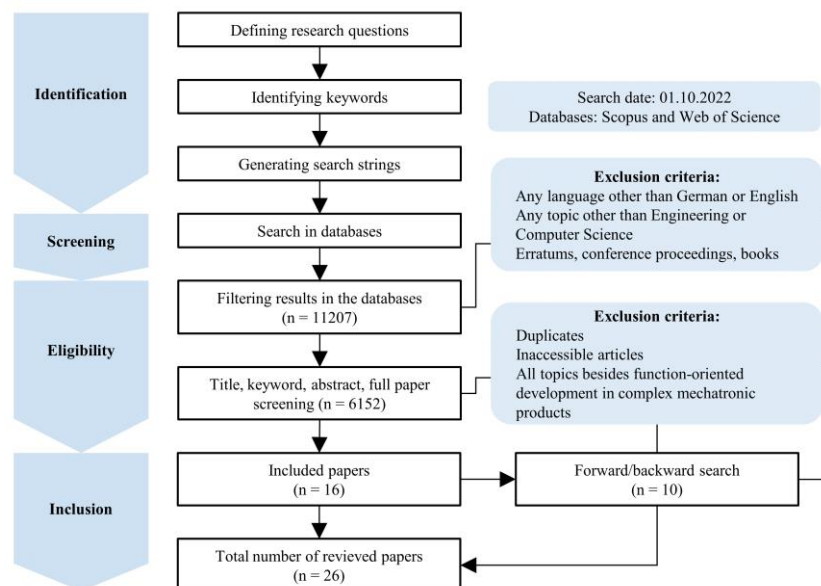 Defining research questions
Identification
Identifying keywords
Search date: 01.10.2022
Databases: Scopus and Web of Science
Generating search strings
Exclusion criteria:
Any language other than German or English
Any topic other than Engineering or
Computer Science
Erratums, conference proceedings, books
Screening
Search in databases
Filtering results in the databases
(n = 11207)
Eligibility
Exclusion criteria:
Duplicates
Inaccessible articles
All topics besides function-oriented
development in complex mechatronic
products
Title, keyword, abstract, full paper
screening (n = 6152)
Included papers
(n = 16)
Forward/backward search
(n = 10)
Inclusion
Total number of revieved papers
(n = 26)